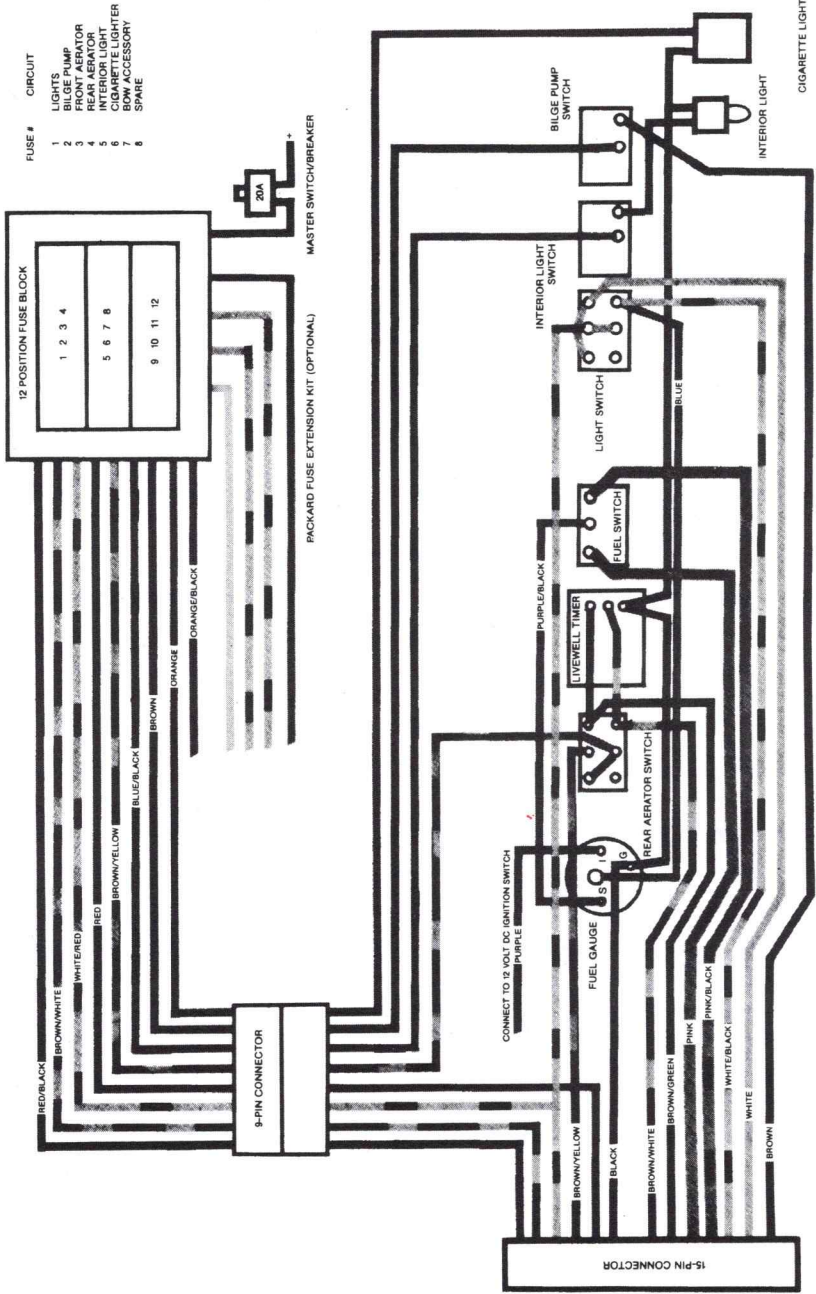 FUSE # CIRCUIT
1 LIGHTS
2 BILGE PUMP
3 FRONT AERATOR
4 REAR AERATOR
5 INTERIOR LIGHT
6 CIGARETTE LIGHTER
7 BOW ACCESSORY
8 SPARE
12 POSITION FUSE BLOCK
1 2 3 4
5 6 7 8
9 10 11 12
20A
+
MASTER SWITCH/BREAKER
PACKARD FUSE EXTENSION KIT (OPTIONAL)
RED/BLACK
BROWN/WHITE
WHITE/RED
RED
BROWN/YELLOW
BLUE/BLACK
BROWN
ORANGE
ORANGE/BLACK
9-PIN CONNECTOR
CIGARETTE LIGHT
INTERIOR LIGHT
BILGE PUMP
SWITCH
INTERIOR LIGHT
SWITCH
LIGHT SWITCH
BLUE
FUEL SWITCH
PURPLE/BLACK
LIVEWELL TIMER
REAR AERATOR SWITCH
CONNECT TO 12 VOLT DC IGNITION SWITCH
PURPLE
FUEL GAUGE
I
S
G
BROWN/YELLOW
BLACK
BROWN/WHITE
BROWN/GREEN
PINK
PINK/BLACK
WHITE/BLACK
WHITE
BROWN
15-PIN CONNECTOR